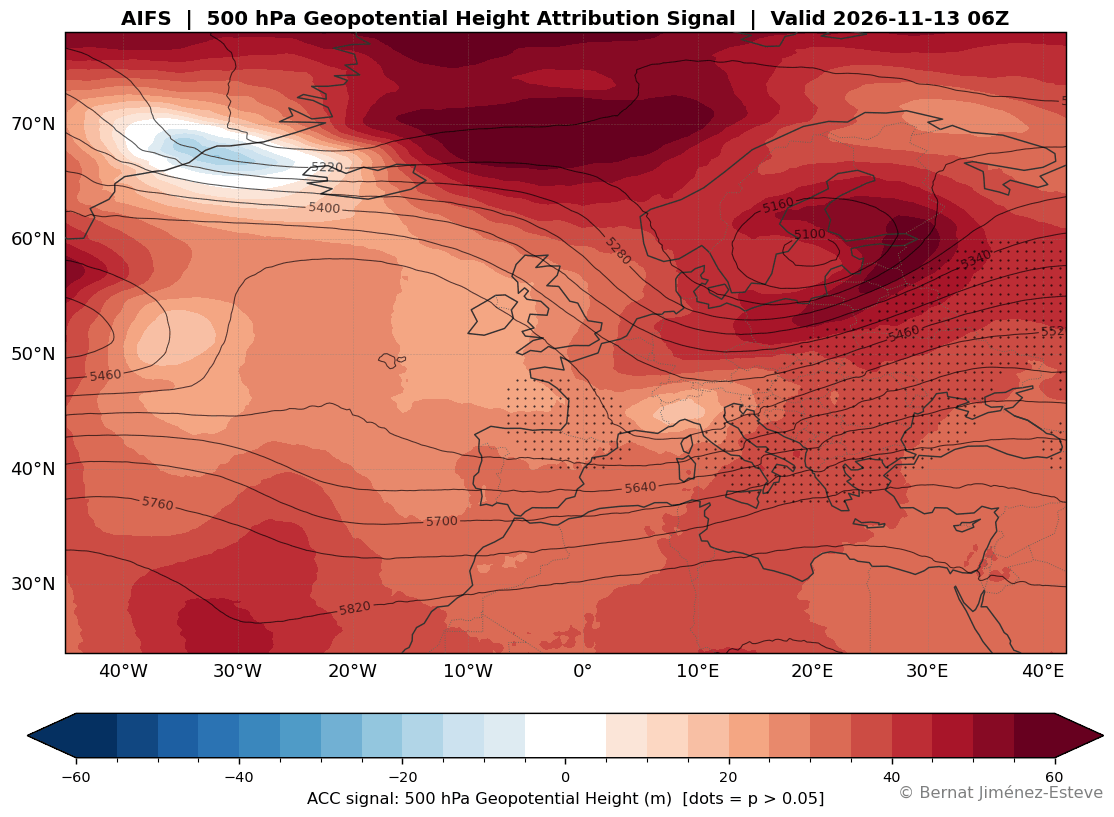 AIFS | 500 hPa Geopotential Height Attribution Signal | Valid 2026-11-13 06Z
70°N
60°N
50°N
40°N
30°N
5220
5400
5280
5160
5100
5340
5460
552
5460
5640
5760
5700
5820
40°W
30°W
20°W
10°W
0°
10°E
20°E
30°E
40°E
−60
−40
−20
0
20
40
60
ACC signal: 500 hPa Geopotential Height (m) [dots = p > 0.05]
© Bernat Jiménez-Esteve